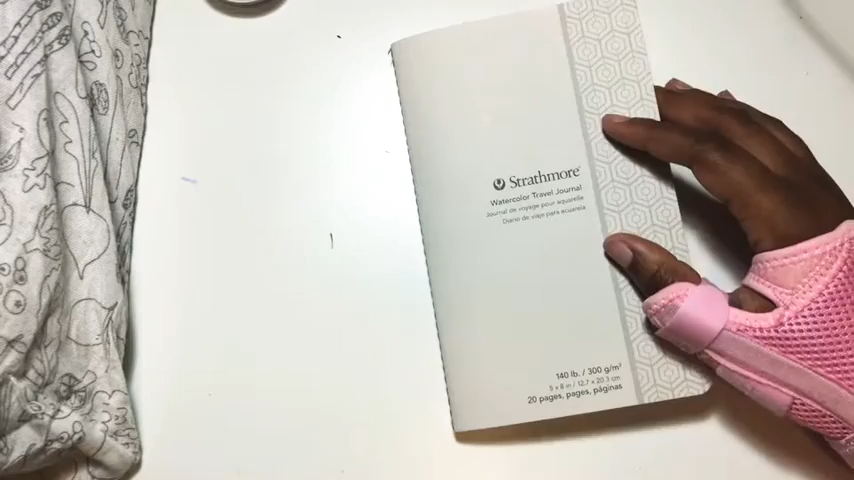 Strathmore®
Watercolor Travel Journal
Journal de voyage pour aquarelle
Diario de viaje para acuarela
140 lb. / 300 g/m²
5 x 8 in / 12.7 x 20.3 cm
20 pages, pages, páginas